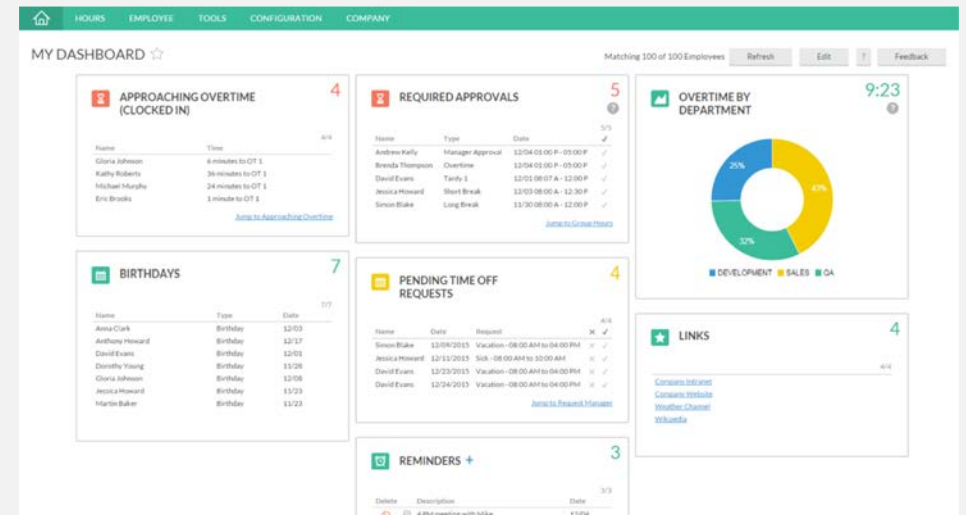 HOURS EMPLOYEE TOOLS CONFIGURATION COMPANY
MY DASHBOARD
Matching 100 of 100 Employees Refresh Edit ? Feedback
APPROACHING OVERTIME
(CLOCKED IN)
4
4/4
Name Time
Gloria Johnson 6 minutes to OT 1
Kathy Roberts 36 minutes to OT 1
Michael Murphy 24 minutes to OT 1
Eric Brooks 1 minute to OT 1
Jump to Approaching Overtime
BIRTHDAYS
7
7/7
Name Type Date
Anna Clark Birthday 12/03
Anthony Howard Birthday 12/17
David Evans Birthday 12/01
Dorothy Young Birthday 11/28
Gloria Johnson Birthday 12/08
Jessica Howard Birthday 11/23
Martin Baker Birthday 11/23
REQUIRED APPROVALS
5
?
5/5
Name Type Date ✓
Andrew Kelly Manager Approval 12/04 01:00 P - 05:00 P ✓
Brenda Thompson Overtime 12/04 01:00 P - 05:00 P ✓
David Evans Tardy 1 12/01 08:07 A - 12:00 P ✓
Jessica Howard Short Break 12/03 08:00 A - 12:30 P ✓
Simon Blake Long Break 11/30 08:00 A - 12:00 P ✓
Jump to Group Hours
PENDING TIME OFF
REQUESTS
4
4/4
Name Date Request × ✓
Simon Blake 12/09/2015 Vacation - 08:00 AM to 04:00 PM × ✓
Jessica Howard 12/11/2015 Sick - 08:00 AM to 10:00 AM × ✓
David Evans 12/23/2015 Vacation - 08:00 AM to 04:00 PM × ✓
David Evans 12/24/2015 Vacation - 08:00 AM to 04:00 PM × ✓
Jump to Request Manager
REMINDERS +
3
3/3
Delete Description Date
4 PM meeting with Mike 12/04
OVERTIME BY
DEPARTMENT
9:23
?
25%
43%
32%
DEVELOPMENT SALES QA
LINKS
4
4/4
Company Intranet
Company Website
Weather Channel
Wikipedia